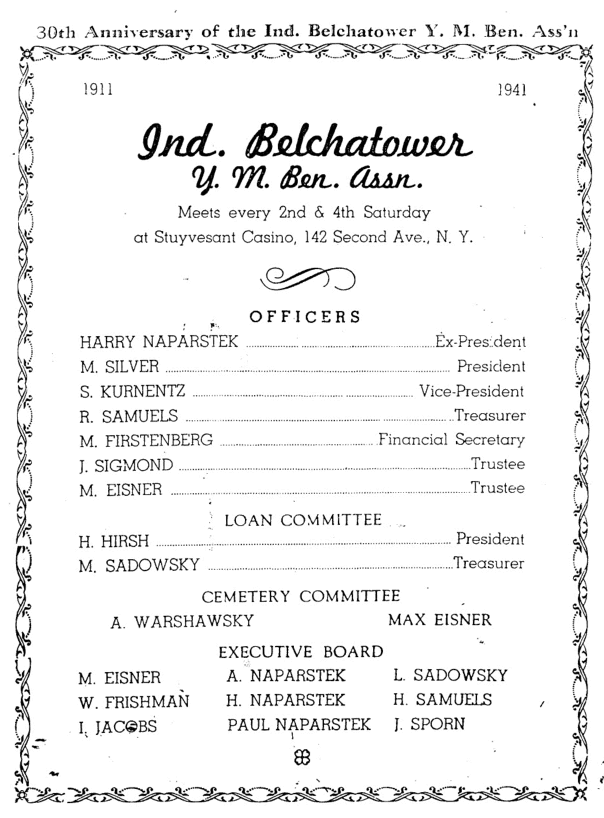 30th Anniversary of the Ind. Belchatower Y. M. Ben. Ass'n
1911 1941
Ind. Belchatower
Y. M. Ben. Assn.
Meets every 2nd & 4th Saturday
at Stuyvesant Casino, 142 Second Ave., N. Y.
OFFICERS
HARRY NAPARSTEK Ex-President
M. SILVER President
S. KURNENTZ Vice-President
R. SAMUELS Treasurer
M. FIRSTENBERG Financial Secretary
J. SIGMOND Trustee
M. EISNER Trustee
LOAN COMMITTEE
H. HIRSH President
M. SADOWSKY Treasurer
CEMETERY COMMITTEE
A. WARSHAWSKY MAX EISNER
EXECUTIVE BOARD
M. EISNER A. NAPARSTEK L. SADOWSKY
W. FRISHMAN H. NAPARSTEK H. SAMUELS
I. JACOBS PAUL NAPARSTEK J. SPORN